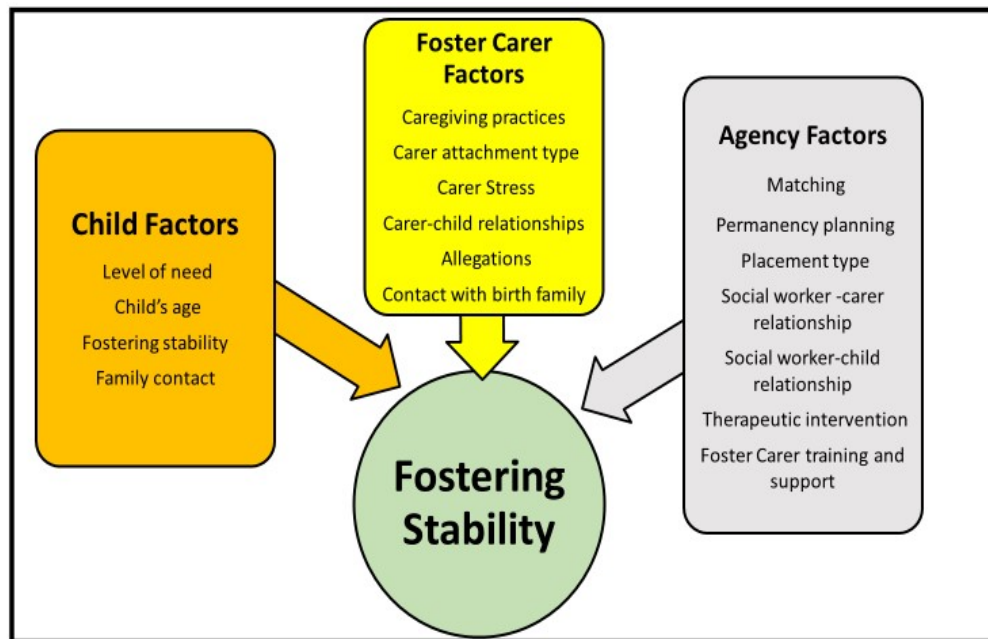 Child Factors
Level of need
Child's age
Fostering stability
Family contact
Foster Carer
Factors
Caregiving practices
Carer attachment type
Carer Stress
Carer-child relationships
Allegations
Contact with birth family
Agency Factors
Matching
Permanency planning
Placement type
Social worker -carer
relationship
Social worker-child
relationship
Therapeutic intervention
Foster Carer training and
support
Fostering
Stability